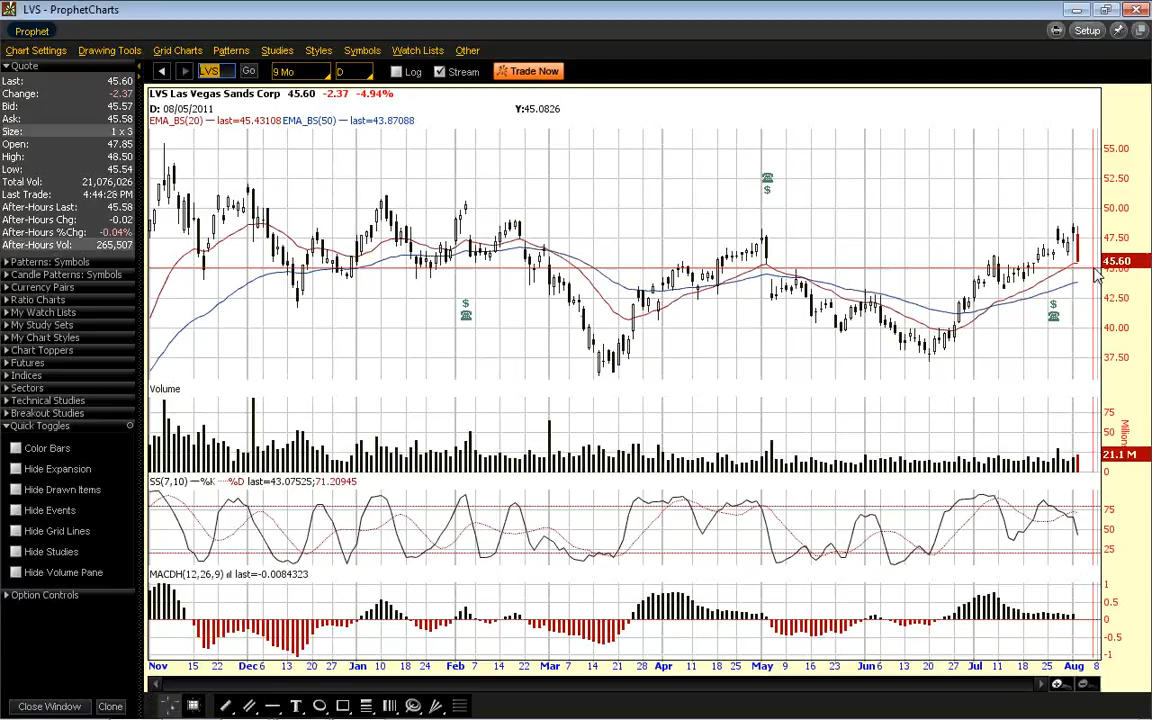 LVS - ProphetCharts
Prophet
Setup
Chart Settings Drawing Tools Grid Charts Patterns Studies Styles Symbols Watch Lists Other
Quote
LVS Go 9 Mo D Log Stream Trade Now
Last: 45.60
Change: -2.37
Bid: 45.57
Ask: 45.58
Size: 1 x 3
Open: 47.85
High: 48.50
Low: 45.54
Total Vol: 21,076,026
Last Trade: 4:44:28 PM
After-Hours Last: 45.58
After-Hours Chg: -0.02
After-Hours %Chg: -0.04%
After-Hours Vol: 265,507
Patterns: Symbols
Candle Patterns: Symbols
Currency Pairs
Ratio Charts
My Watch Lists
My Study Sets
My Chart Styles
Chart Toppers
Futures
Indices
Sectors
Technical Studies
Breakout Studies
Quick Toggles
Color Bars
Hide Expansion
Hide Drawn Items
Hide Events
Hide Grid Lines
Hide Studies
Hide Volume Pane
Option Controls
Close Window Clone
LVS Las Vegas Sands Corp 45.60 -2.37 -4.94%
D: 08/05/2011 Y:45.0826
EMA_BS(20) — last=45.43108 EMA_BS(50) — last=43.87088
55.00
52.50
50.00
47.50
45.60
45.00
42.50
40.00
37.50
$
$
$
Volume
75
50
Millions
21.1 M
0
SS(7,10) —%K ····%D last=43.07525;71.20945
75
50
25
MACDH(12,26,9) last=-0.0084323
1
0.5
0
-0.5
-1
Nov 15 22 Dec 6 13 20 27 Jan 10 18 24 Feb 7 14 22 Mar 7 14 21 28 Apr 11 18 25 May 9 16 23 Jun 6 13 20 27 Jul 11 18 25 Aug 8